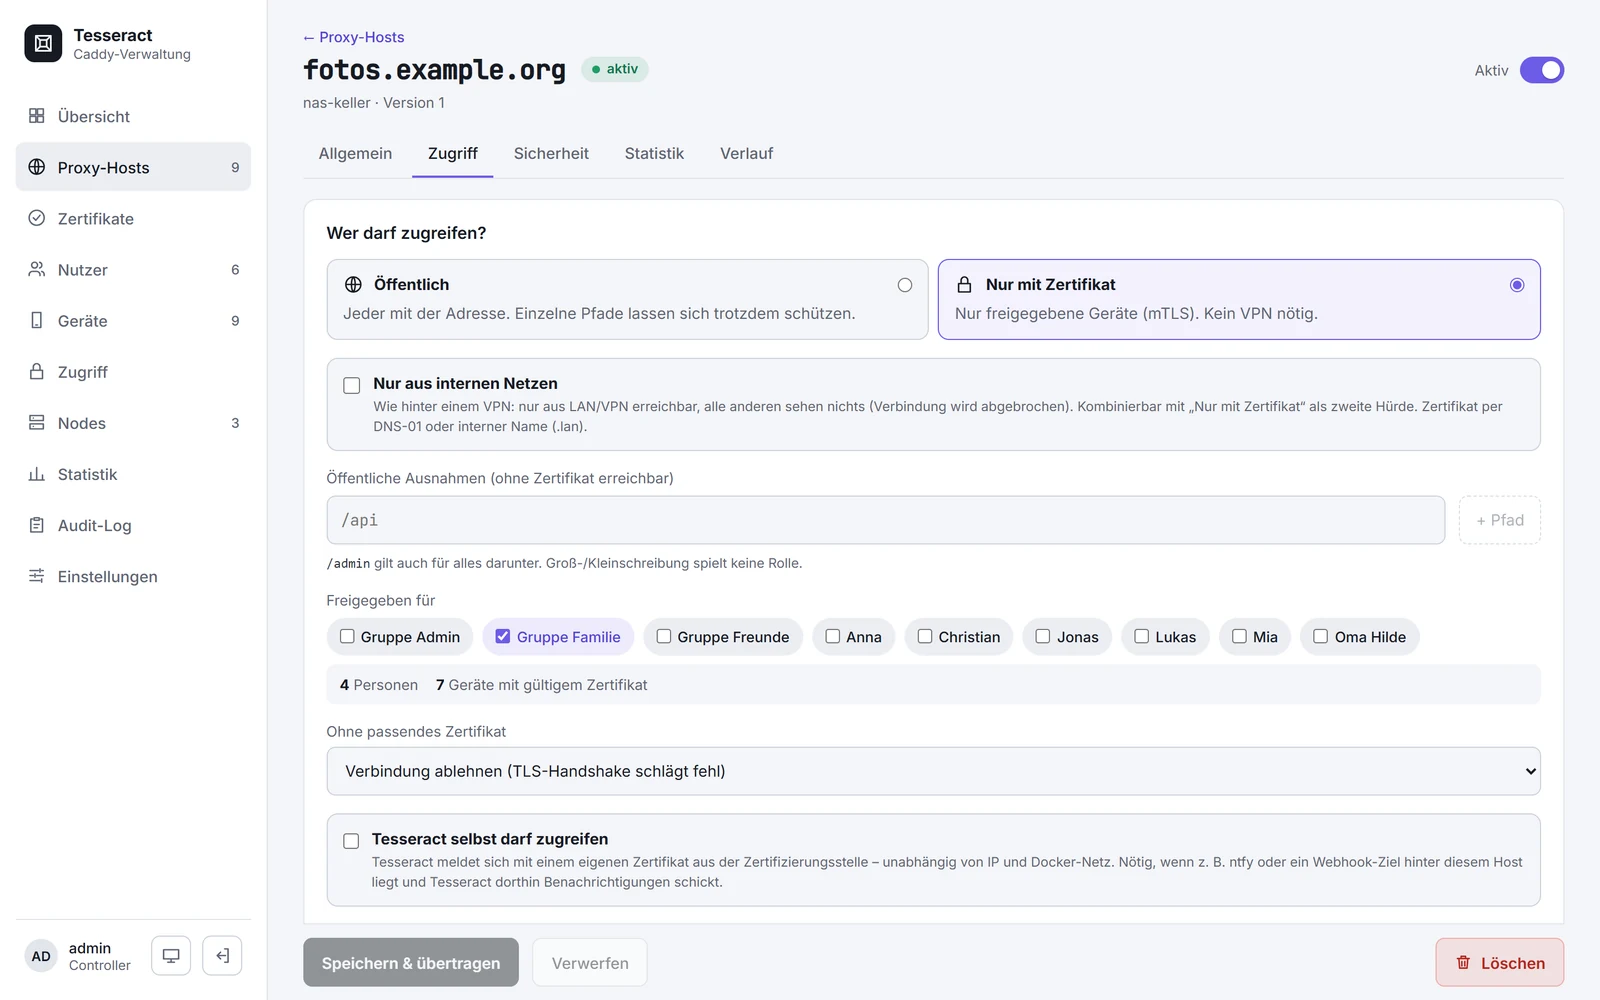 Tesseract
Caddy-Verwaltung
Übersicht
Proxy-Hosts 9
Zertifikate
Nutzer 6
Geräte 9
Zugriff
Nodes 3
Statistik
Audit-Log
Einstellungen
AD
admin
Controller
← Proxy-Hosts
fotos.example.org
aktiv
Aktiv
nas-keller · Version 1
Allgemein Zugriff Sicherheit Statistik Verlauf
Wer darf zugreifen?
Öffentlich
Jeder mit der Adresse. Einzelne Pfade lassen sich trotzdem schützen.
Nur mit Zertifikat
Nur freigegebene Geräte (mTLS). Kein VPN nötig.
Nur aus internen Netzen
Wie hinter einem VPN: nur aus LAN/VPN erreichbar, alle anderen sehen nichts (Verbindung wird abgebrochen). Kombinierbar mit „Nur mit Zertifikat“ als zweite Hürde. Zertifikat per
DNS-01 oder interner Name (.lan).
Öffentliche Ausnahmen (ohne Zertifikat erreichbar)
/api
+ Pfad
/admin gilt auch für alles darunter. Groß-/Kleinschreibung spielt keine Rolle.
Freigegeben für
Gruppe Admin Gruppe Familie Gruppe Freunde Anna Christian Jonas Lukas Mia Oma Hilde
4 Personen 7 Geräte mit gültigem Zertifikat
Ohne passendes Zertifikat
Verbindung ablehnen (TLS-Handshake schlägt fehl)
Tesseract selbst darf zugreifen
Tesseract meldet sich mit einem eigenen Zertifikat aus der Zertifizierungsstelle – unabhängig von IP und Docker-Netz. Nötig, wenn z. B. ntfy oder ein Webhook-Ziel hinter diesem Host
liegt und Tesseract dorthin Benachrichtigungen schickt.
Speichern & übertragen
Verwerfen
Löschen